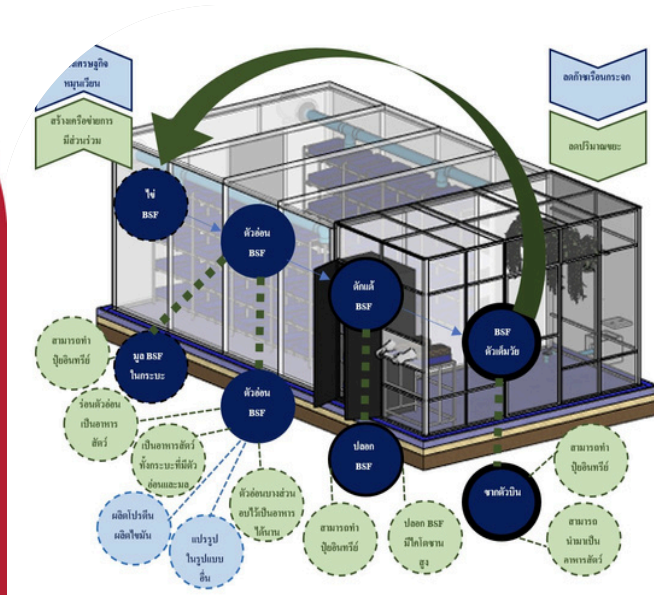 เศรษฐกิจ
หมุนเวียน
สร้างเครือข่ายการ
มีส่วนร่วม
ลดก๊าซเรือนกระจก
ลดปริมาณขยะ
ไข่
BSF
ตัวอ่อน
BSF
ดักแด้
BSF
BSF
ตัวเต็มวัย
สามารถทำ
ปุ๋ยอินทรีย์
มูล BSF
ในกระบะ
ร่อนตัวอ่อน
เป็นอาหาร
สัตว์
ตัวอ่อน
BSF
เป็นอาหารสัตว์
ทั้งกระบะที่มีตัว
อ่อนและมูล
ปลอก
BSF
สามารถทำ
ปุ๋ยอินทรีย์
ซากตัวบิน
ผลิตโปรตีน
ผลิตไขมัน
แปรรูป
ในรูปแบบ
อื่น
ตัวอ่อนบางส่วน
อบไว้เป็นอาหาร
ได้นาน
สามารถทำ
ปุ๋ยอินทรีย์
ปลอก BSF
มีไคโตซาน
สูง
สามารถ
นำมาเป็น
อาหารสัตว์